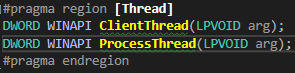 #pragma region [Thread]
DWORD WINAPI ClientThread(LPVOID arg);
DWORD WINAPI ProcessThread(LPVOID arg);
#pragma endregion